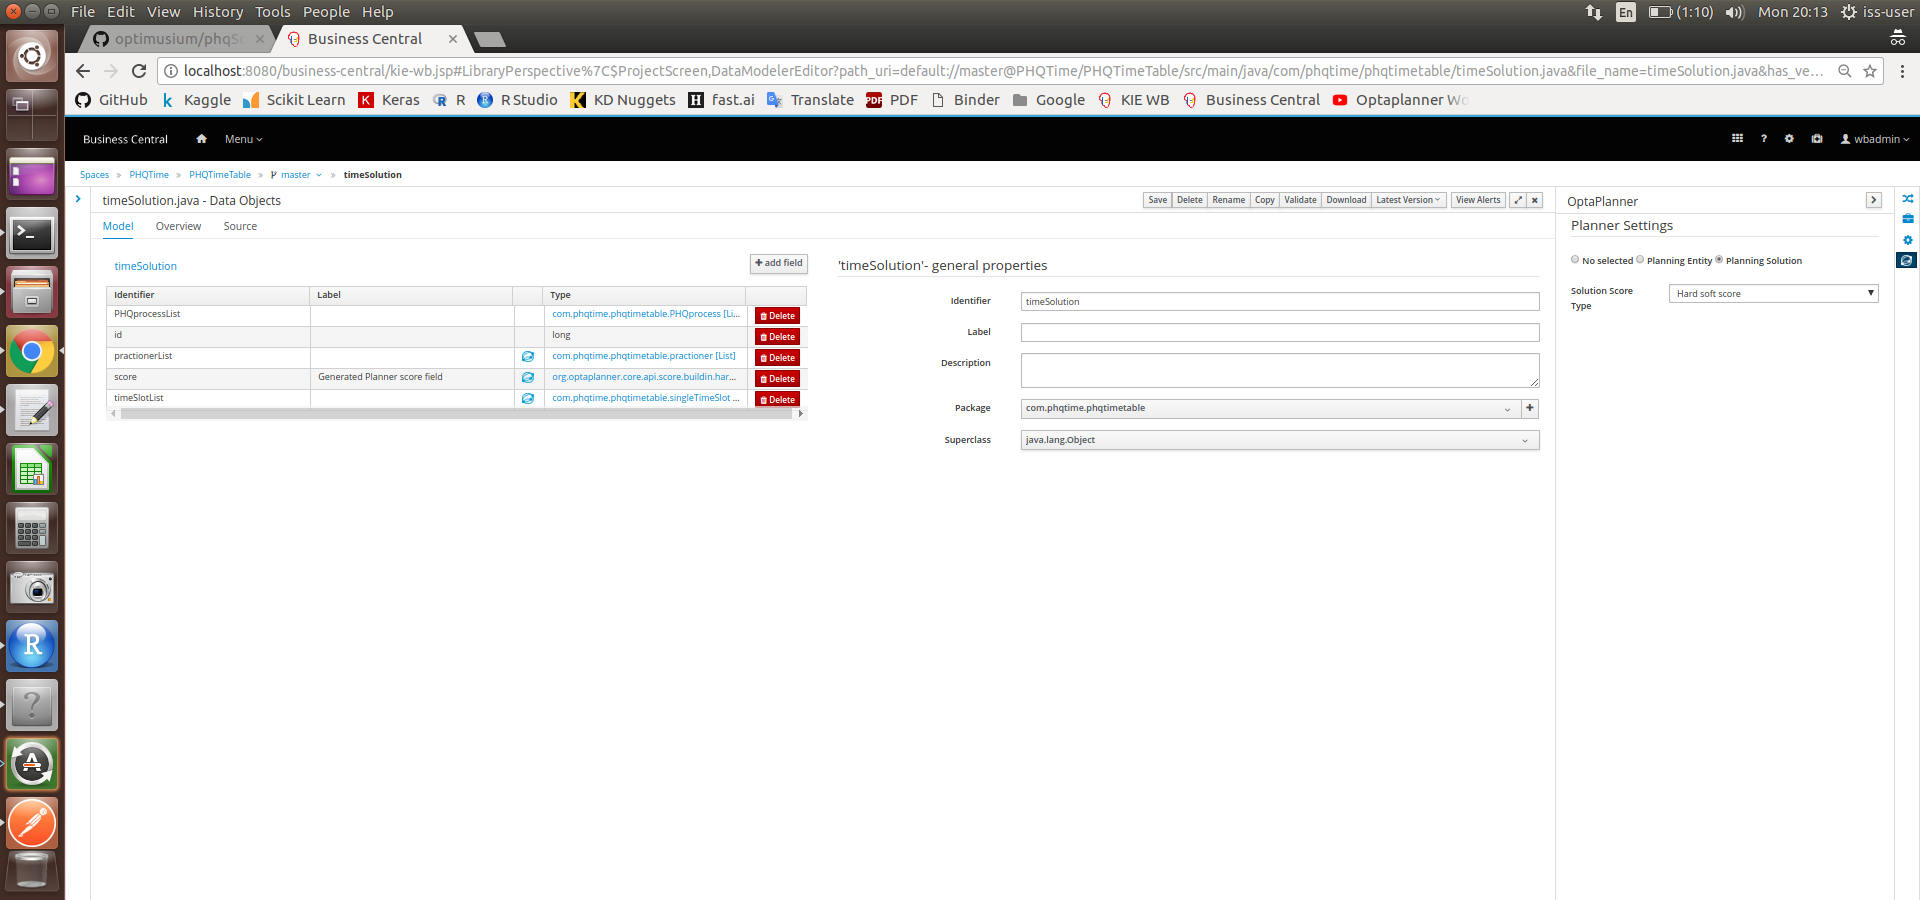 File Edit View History Tools People Help
En (1:10) Mon 20:13 iss-user
optimusium/phqS Business Central
localhost:8080/business-central/kie-wb.jsp#LibraryPerspective%7C$ProjectScreen,DataModelerEditor?path_uri=default://master@PHQTime/PHQTimeTable/src/main/java/com/phqtime/phqtimetable/timeSolution.java&file_name=timeSolution.java&has_ve...
GitHub Kaggle Scikit Learn Keras R R Studio KD Nuggets fast.ai Translate PDF Binder Google KIE WB Business Central Optaplanner Wo
Business Central Menu wbadmin
Spaces » PHQTime » PHQTimeTable » master » timeSolution
timeSolution.java - Data Objects
Save Delete Rename Copy Validate Download Latest Version View Alerts
OptaPlanner
Model Overview Source
Planner Settings
timeSolution
+ add field
'timeSolution'- general properties
No selected Planning Entity Planning Solution
Identifier Label Type
PHQprocessList com.phqtime.phqtimetable.PHQprocess [Li... Delete
id long Delete
practionerList com.phqtime.phqtimetable.practioner [List] Delete
score Generated Planner score field org.optaplanner.core.api.score.buildin.har... Delete
timeSlotList com.phqtime.phqtimetable.singleTimeSlot ... Delete
Identifier timeSolution
Label
Description
Package com.phqtime.phqtimetable
Superclass java.lang.Object
Solution Score Type Hard soft score